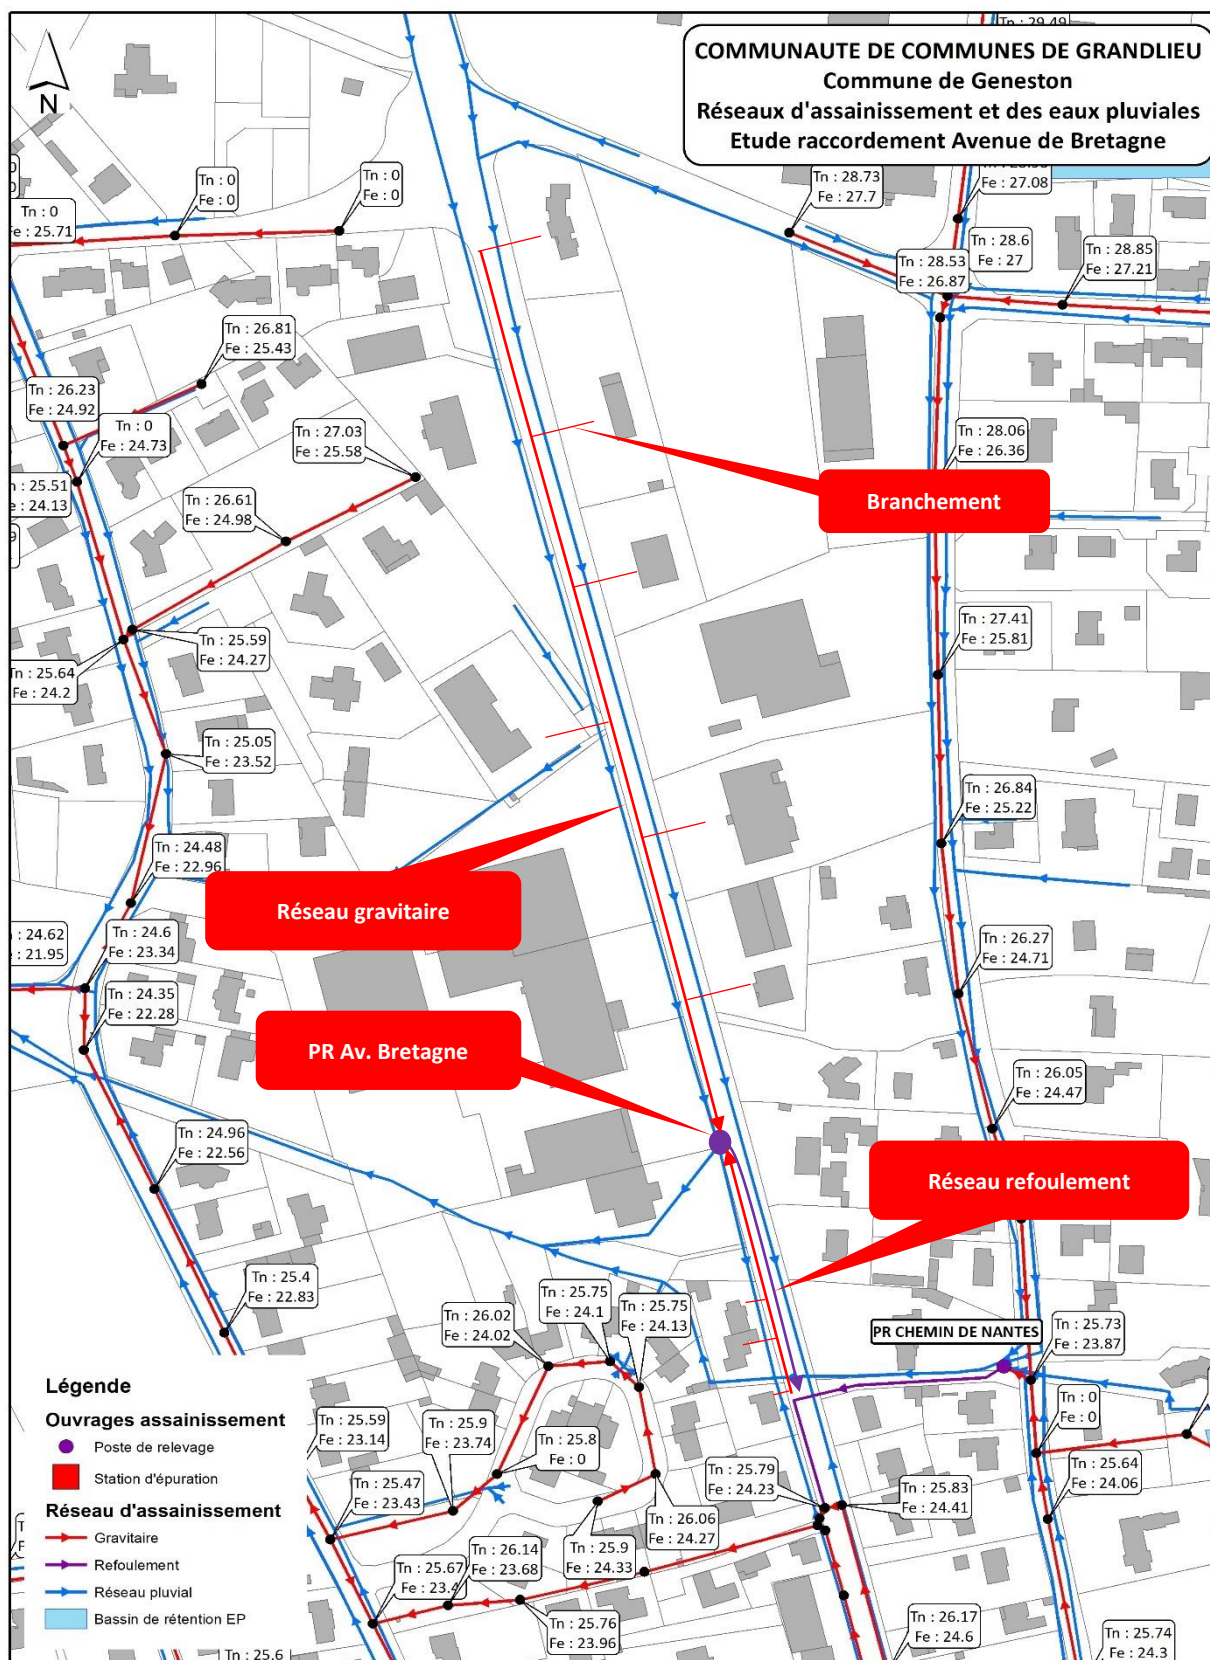 COMMUNAUTE DE COMMUNES DE GRANDLIEU
Commune de Geneston
Réseaux d'assainissement et des eaux pluviales
Etude raccordement Avenue de Bretagne
N
Tn : 29.49
Tn : 0
Fe : 25.71
Tn : 0
Fe : 0
Tn : 0
Fe : 0
Tn : 28.73
Fe : 27.7
Fe : 27.08
Tn : 28.6
Fe : 27
Tn : 28.53
Fe : 26.87
Tn : 28.85
Fe : 27.21
Tn : 26.81
Fe : 25.43
Tn : 26.23
Fe : 24.92
Tn : 0
Fe : 24.73
Tn : 27.03
Fe : 25.58
Tn : 28.06
Fe : 26.36
Tn : 25.51
Fe : 24.13
Tn : 26.61
Fe : 24.98
Branchement
Tn : 25.59
Fe : 24.27
Tn : 25.64
Fe : 24.2
Tn : 27.41
Fe : 25.81
Tn : 25.05
Fe : 23.52
Tn : 26.84
Fe : 25.22
Tn : 24.48
Fe : 22.96
Réseau gravitaire
Tn : 24.62
Fe : 21.95
Tn : 24.6
Fe : 23.34
Tn : 26.27
Fe : 24.71
Tn : 24.35
Fe : 22.28
PR Av. Bretagne
Tn : 26.05
Fe : 24.47
Tn : 24.96
Fe : 22.56
Réseau refoulement
Tn : 25.4
Fe : 22.83
Tn : 26.02
Fe : 24.02
Tn : 25.75
Fe : 24.1
Tn : 25.75
Fe : 24.13
PR CHEMIN DE NANTES
Tn : 25.73
Fe : 23.87
Tn : 0
Fe : 0
Légende
Ouvrages assainissement
Poste de relevage
Station d'épuration
Réseau d'assainissement
Gravitaire
Refoulement
Réseau pluvial
Bassin de rétention EP
Tn : 25.59
Fe : 23.14
Tn : 25.9
Fe : 23.74
Tn : 25.8
Fe : 0
Tn : 25.47
Fe : 23.43
Tn : 25.79
Fe : 24.23
Tn : 25.83
Fe : 24.41
Tn : 25.64
Fe : 24.06
Tn : 26.06
Fe : 24.27
Tn : 25.9
Fe : 24.33
Tn : 26.14
Fe : 23.68
Tn : 25.67
Fe : 23.4
Tn : 25.76
Fe : 23.96
Tn : 26.17
Fe : 24.6
Tn : 25.74
Fe : 24.3
Tn : 25.6